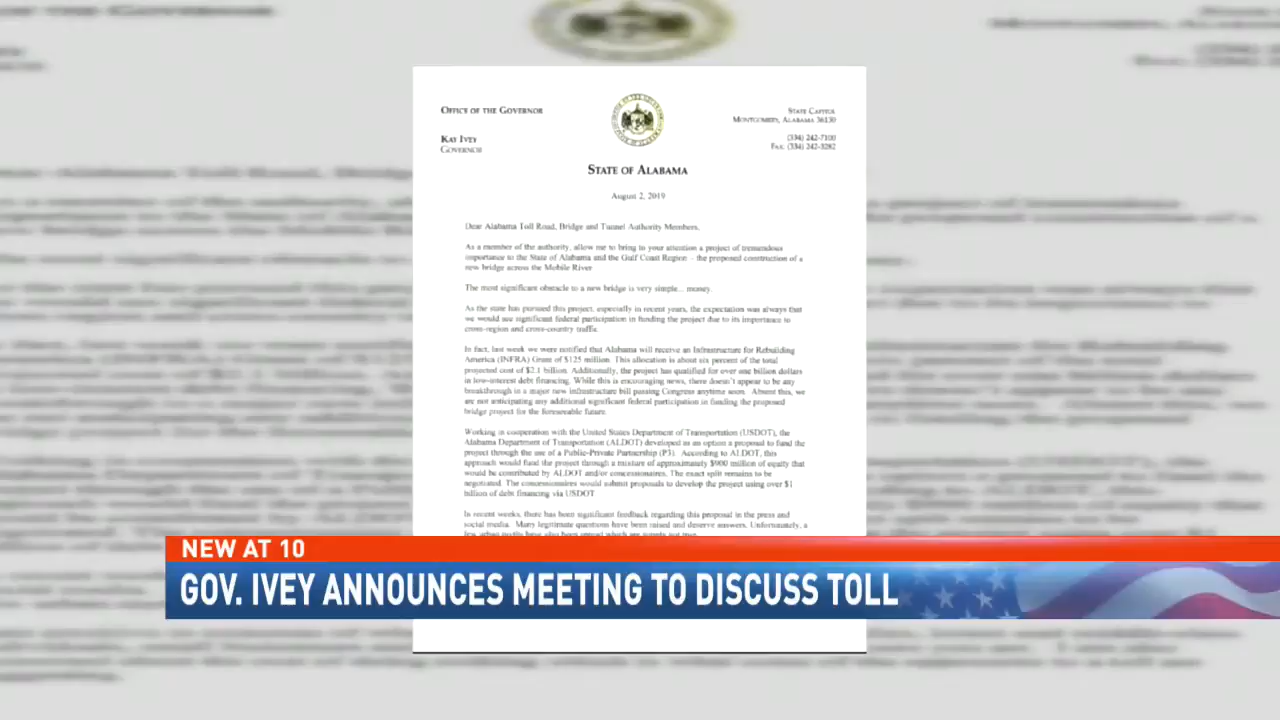 OFFICE OF THE GOVERNOR
KAY IVEY
GOVERNOR
STATE CAPITOL
MONTGOMERY, ALABAMA 36130
(334) 242-7100
FAX: (334) 242-3282
STATE OF ALABAMA
August 2, 2019
Dear Alabama Toll Road, Bridge and Tunnel Authority Members,
As a member of the authority, allow me to bring to your attention a project of tremendous
importance to the State of Alabama and the Gulf Coast Region – the proposed construction of a
new bridge across the Mobile River
The most significant obstacle to a new bridge is very simple... money.
As the state has pursued this project, especially in recent years, the expectation was always that
we would see significant federal participation in funding the project due to its importance to
cross-region and cross-country traffic.
In fact, last week we were notified that Alabama will receive an Infrastructure for Rebuilding
America (INFRA) Grant of $125 million. This allocation is about six percent of the total
projected cost of $2.1 billion. Additionally, the project has qualified for over one billion dollars
in low-interest debt financing. While this is encouraging news, there doesn't appear to be any
breakthrough in a major new infrastructure bill passing Congress anytime soon. Absent this, we
are not anticipating any additional significant federal participation in funding the proposed
bridge project for the foreseeable future.
Working in cooperation with the United States Department of Transportation (USDOT), the
Alabama Department of Transportation (ALDOT) developed as an option a proposal to fund the
project through the use of a Public-Private Partnership (P3). According to ALDOT, this
approach would fund the project through a mixture of approximately $900 million of equity that
would be contributed by ALDOT and/or concessionaires. The exact split remains to be
negotiated. The concessionaires would submit proposals to develop the project using over $1
billion of debt financing via USDOT
In recent weeks, there has been significant feedback regarding this proposal in the press and
social media. Many legitimate questions have been raised and deserve answers. Unfortunately, a
NEW AT 10
GOV. IVEY ANNOUNCES MEETING TO DISCUSS TOLL